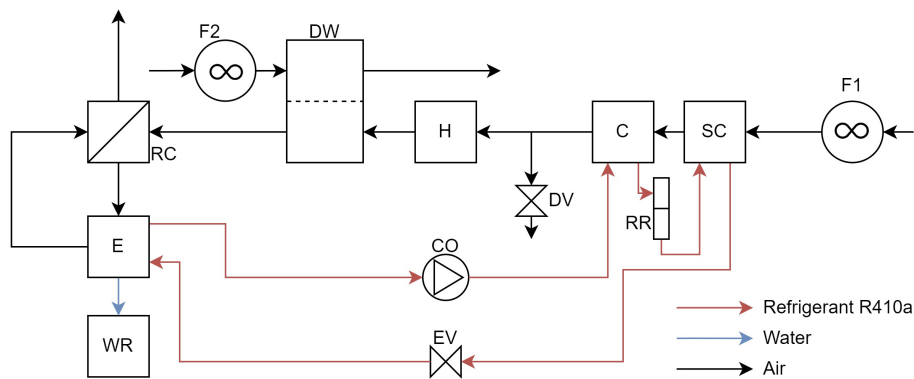 F2
DW
F1
RC
H
C
SC
DV
RR
E
CO
WR
EV
Refrigerant R410a
Water
Air